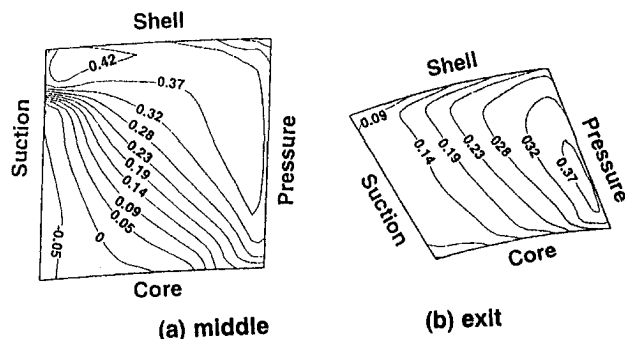 Shell
0.42
0.37
0.32
0.28
0.23
0.19
0.14
0.09
0.05
0
-0.05
Suction
Pressure
Core
(a) middle
Shell
0.09
0.14
0.19
0.23
028
032
0.37
Suction
Pressure
Core
(b) exit